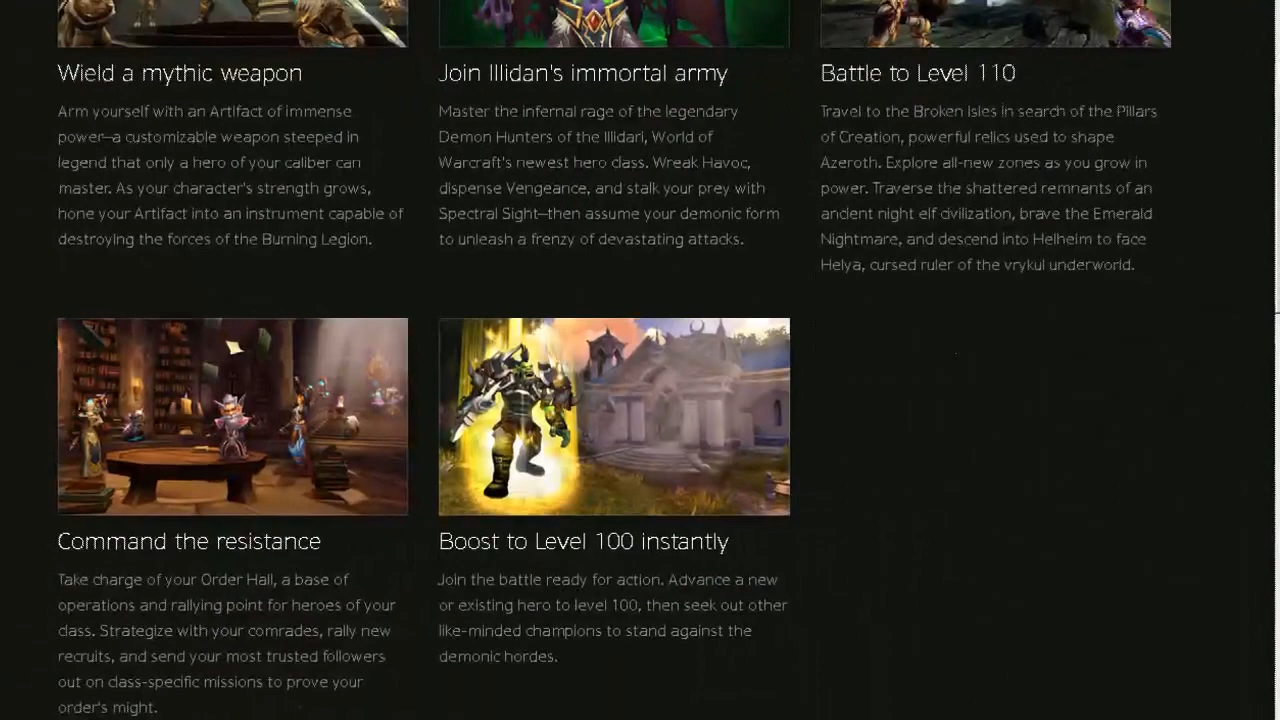 Wield a mythic weapon
Arm yourself with an Artifact of immense
power—a customizable weapon steeped in
legend that only a hero of your caliber can
master. As your character's strength grows,
hone your Artifact into an instrument capable of
destroying the forces of the Burning Legion.
Join Illidan's immortal army
Master the infernal rage of the legendary
Demon Hunters of the Illidari, World of
Warcraft's newest hero class. Wreak Havoc,
dispense Vengeance, and stalk your prey with
Spectral Sight—then assume your demonic form
to unleash a frenzy of devastating attacks.
Battle to Level 110
Travel to the Broken Isles in search of the Pillars
of Creation, powerful relics used to shape
Azeroth. Explore all-new zones as you grow in
power. Traverse the shattered remnants of an
ancient night elf civilization, brave the Emerald
Nightmare, and descend into Helheim to face
Helya, cursed ruler of the vrykul underworld.
Command the resistance
Take charge of your Order Hall, a base of
operations and rallying point for heroes of your
class. Strategize with your comrades, rally new
recruits, and send your most trusted followers
out on class-specific missions to prove your
order's might.
Boost to Level 100 instantly
Join the battle ready for action. Advance a new
or existing hero to level 100, then seek out other
like-minded champions to stand against the
demonic hordes.